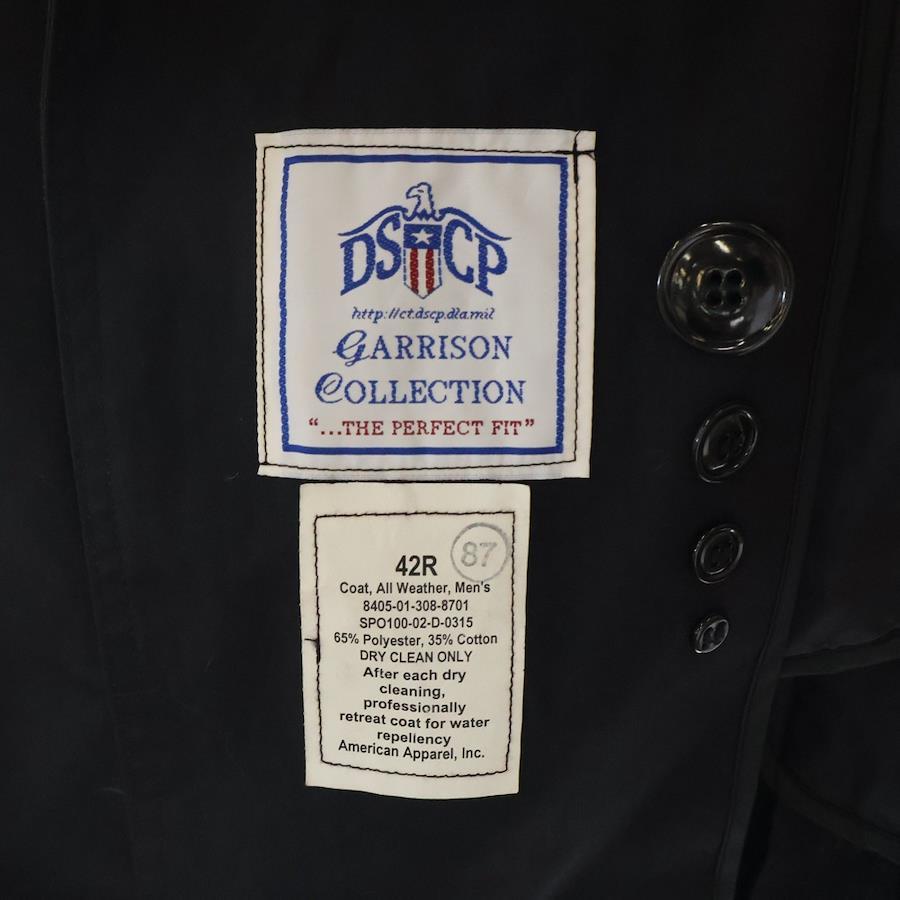 DSCP
http://ct.dscp.dla.mil
GARRISON
COLLECTION
"...THE PERFECT FIT"
87
42R
Coat, All Weather, Men's
8405-01-308-8701
SPO100-02-D-0315
65% Polyester, 35% Cotton
DRY CLEAN ONLY
After each dry
cleaning,
professionally
retreat coat for water
repellency
American Apparel, Inc.